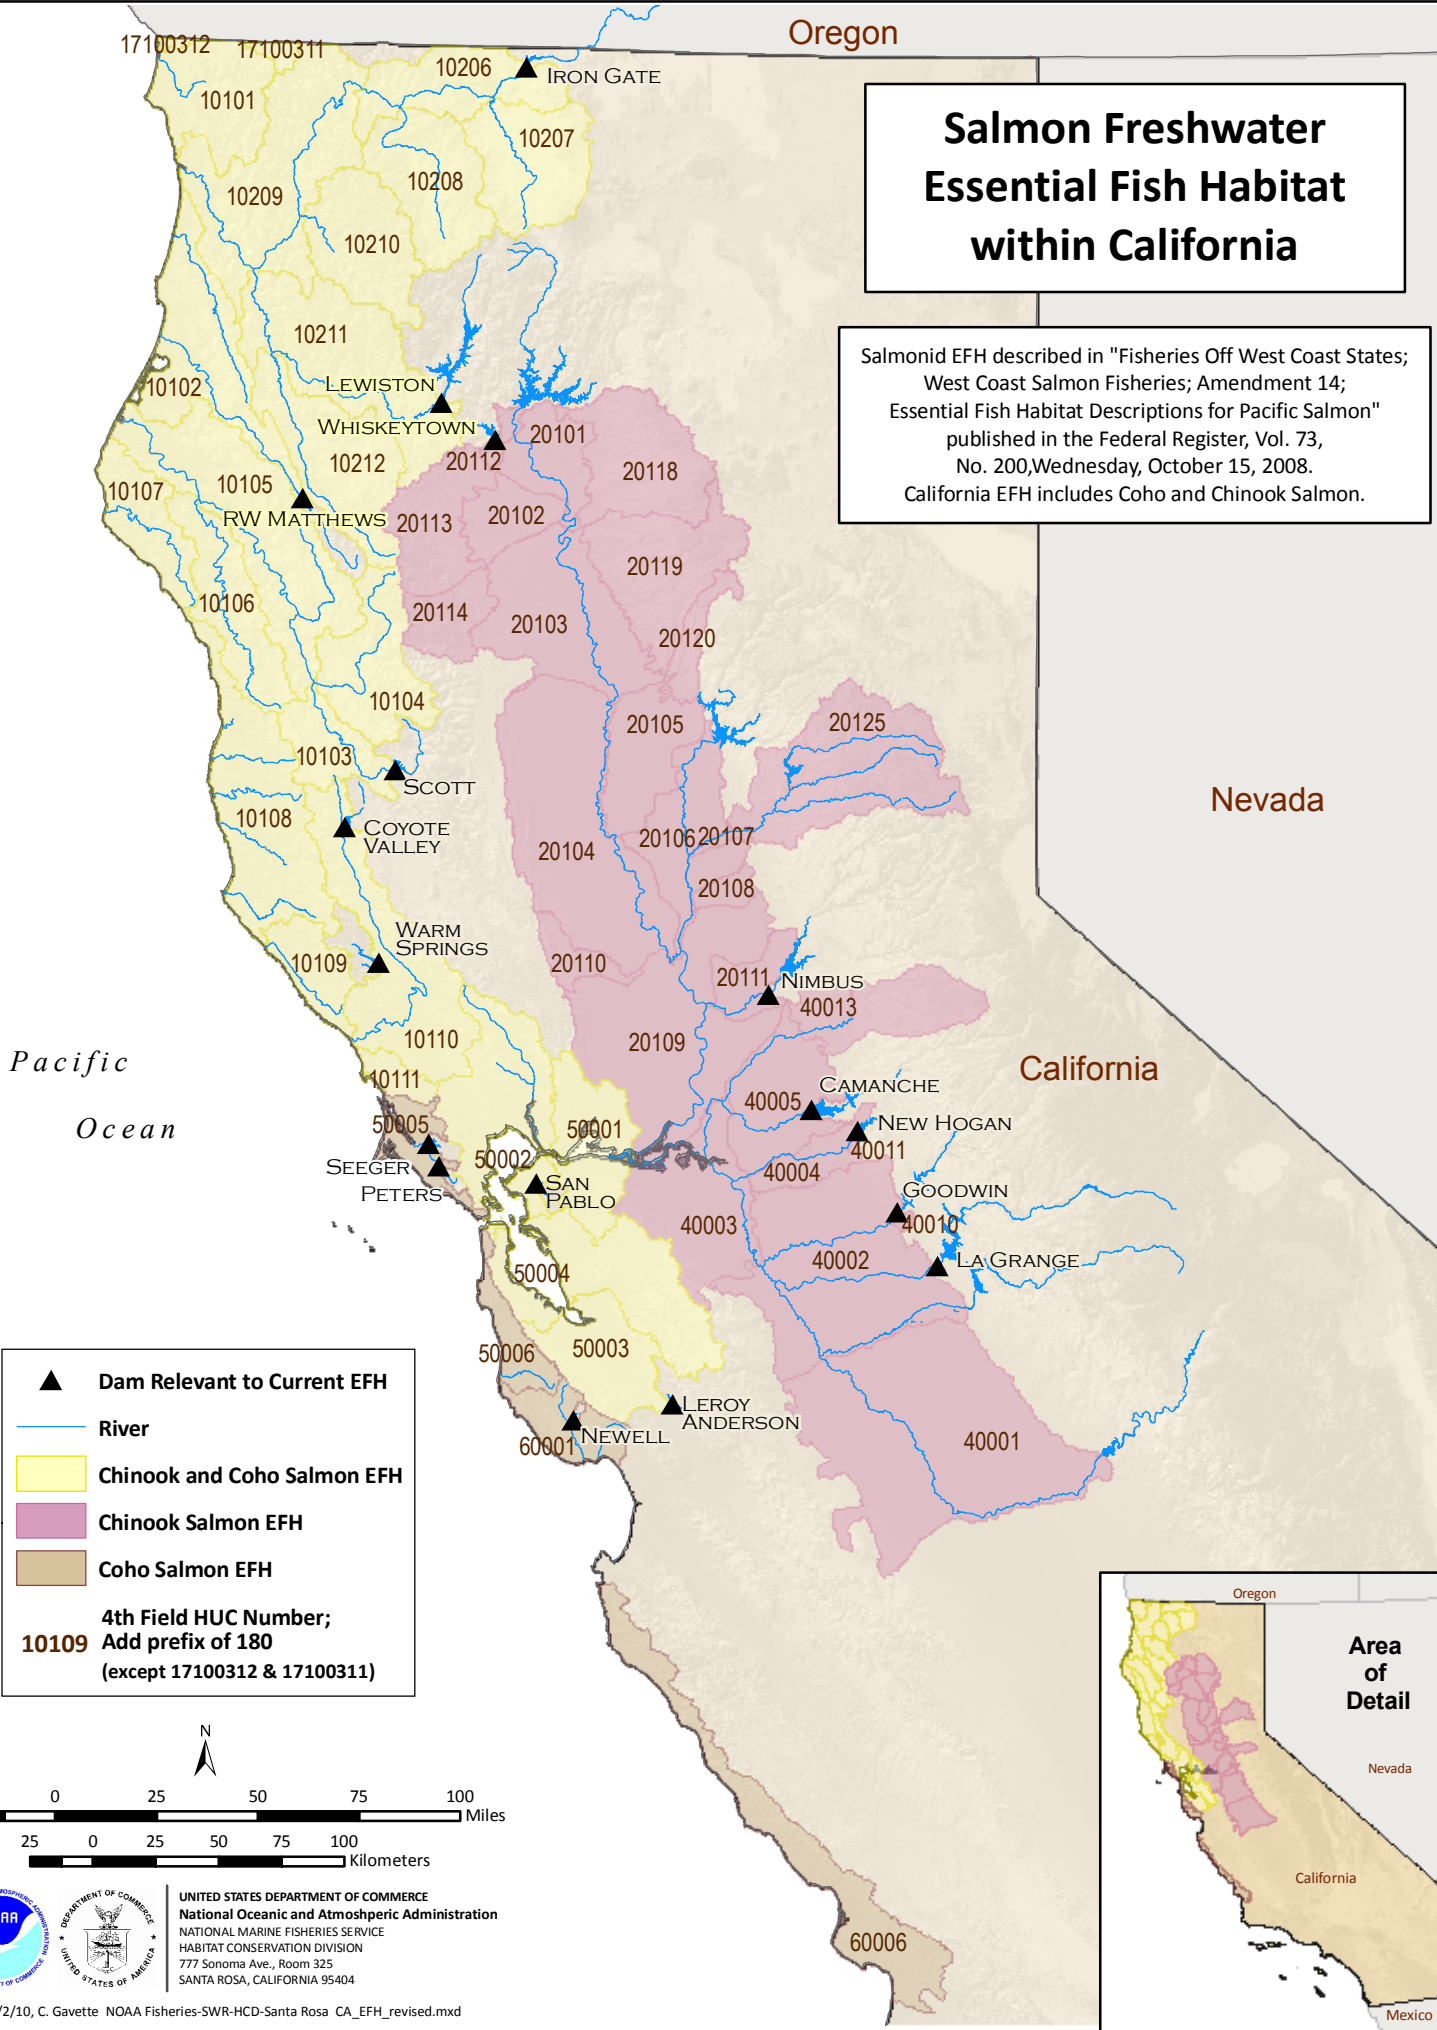 Oregon
17100312
17100311
10206
IRON GATE
10101
10207
Salmon Freshwater
Essential Fish Habitat
within California
10208
10209
10210
10211
Salmonid EFH described in "Fisheries Off West Coast States;
West Coast Salmon Fisheries; Amendment 14;
Essential Fish Habitat Descriptions for Pacific Salmon"
published in the Federal Register, Vol. 73,
No. 200,Wednesday, October 15, 2008.
California EFH includes Coho and Chinook Salmon.
10102
LEWISTON
WHISKEYTOWN
20101
10212
20112
20118
10105
10107
RW MATTHEWS
20113
20102
20119
10106
20114
20103
20120
10104
20105
20125
10103
SCOTT
Nevada
10108
COYOTE
VALLEY
20104
20106
20107
20108
WARM
SPRINGS
10109
20110
20111
NIMBUS
40013
10110
20109
Pacific
Ocean
California
10111
CAMANCHE
40005
50005
50001
NEW HOGAN
40011
SEEGER
50002
40004
PETERS
SAN
PABLO
GOODWIN
40003
40010
50004
40002
LA GRANGE
50006
50003
LEROY
ANDERSON
NEWELL
60001
40001
Dam Relevant to Current EFH
River
Chinook and Coho Salmon EFH
Chinook Salmon EFH
Coho Salmon EFH
10109
4th Field HUC Number;
Add prefix of 180
(except 17100312 & 17100311)
N
0 25 50 75 100
Miles
25 0 25 50 75 100
Kilometers
60006
Oregon
Area
of
Detail
Nevada
California
Mexico
DEPARTMENT OF COMMERCE
UNITED STATES OF AMERICA
UNITED STATES DEPARTMENT OF COMMERCE
National Oceanic and Atmoshperic Administration
NATIONAL MARINE FISHERIES SERVICE
HABITAT CONSERVATION DIVISION
777 Sonoma Ave., Room 325
SANTA ROSA, CALIFORNIA 95404
/2/10, C. Gavette NOAA Fisheries-SWR-HCD-Santa Rosa CA_EFH_revised.mxd